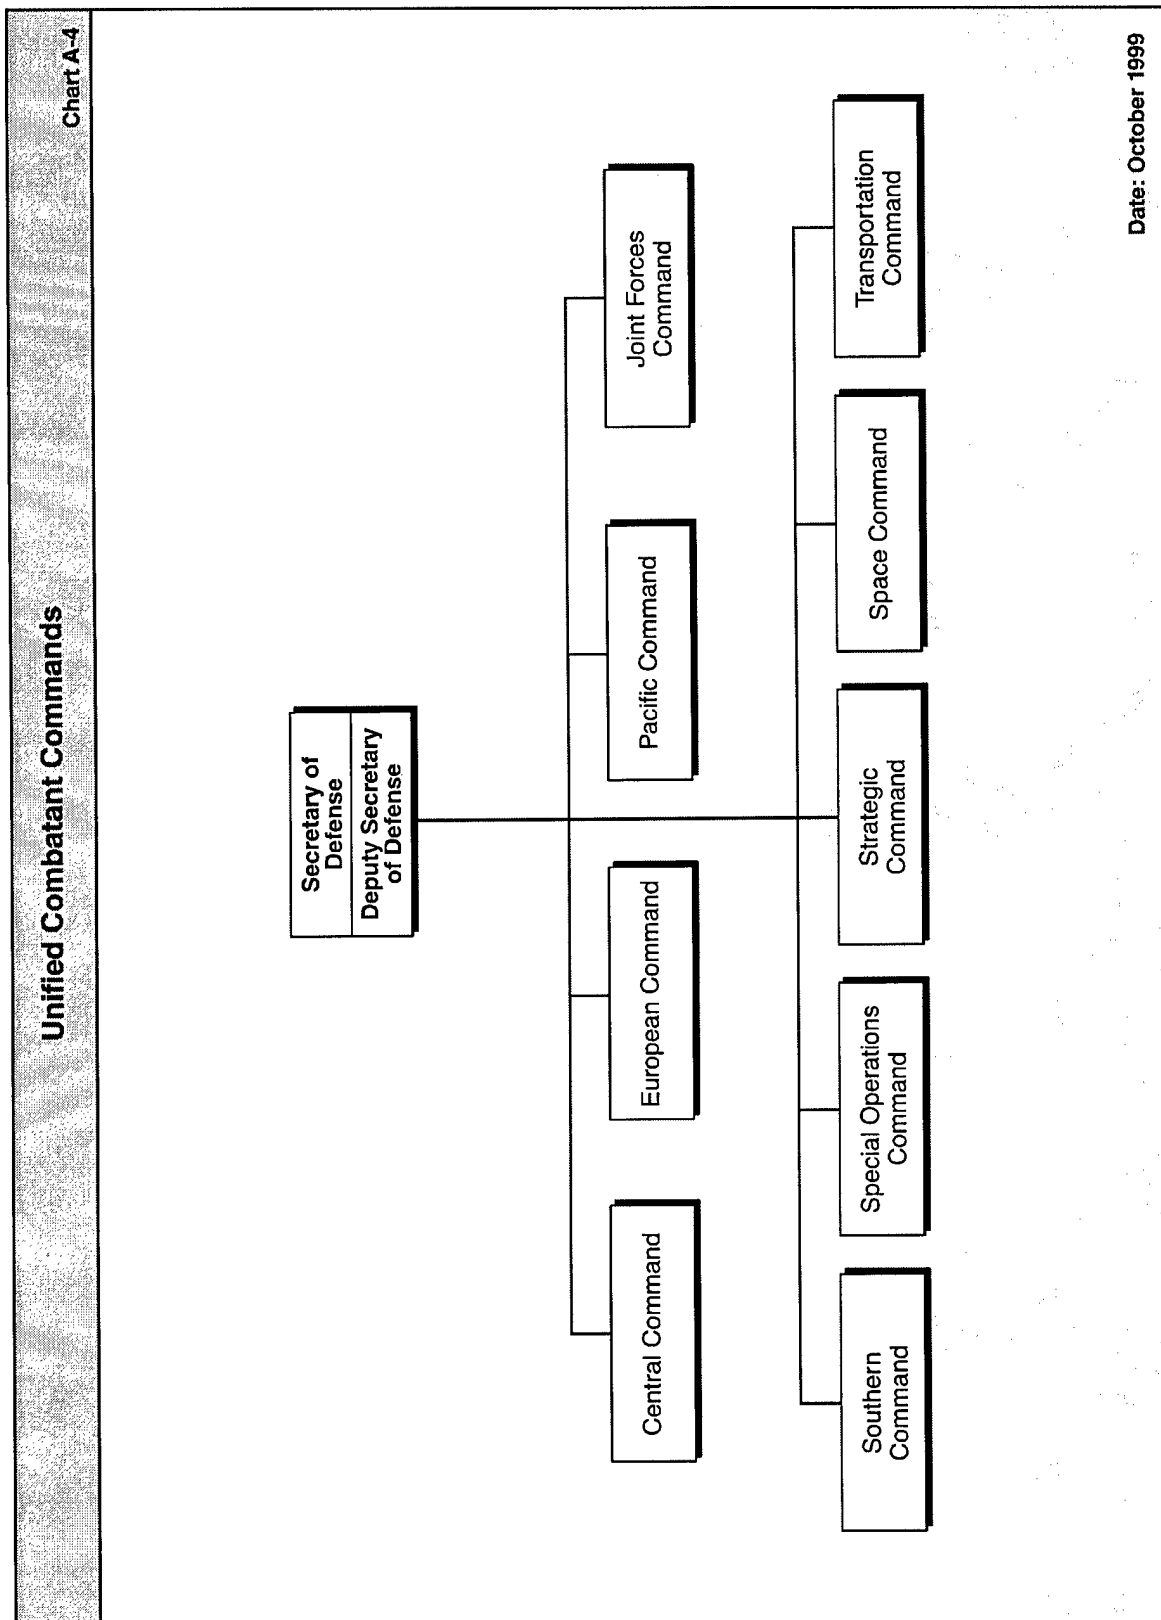 Unified Combatant Commands
Chart A-4
Secretary of
Defense
Deputy Secretary
of Defense
Central Command
European Command
Pacific Command
Joint Forces
Command
Southern
Command
Special Operations
Command
Strategic
Command
Space Command
Transportation
Command
Date: October 1999